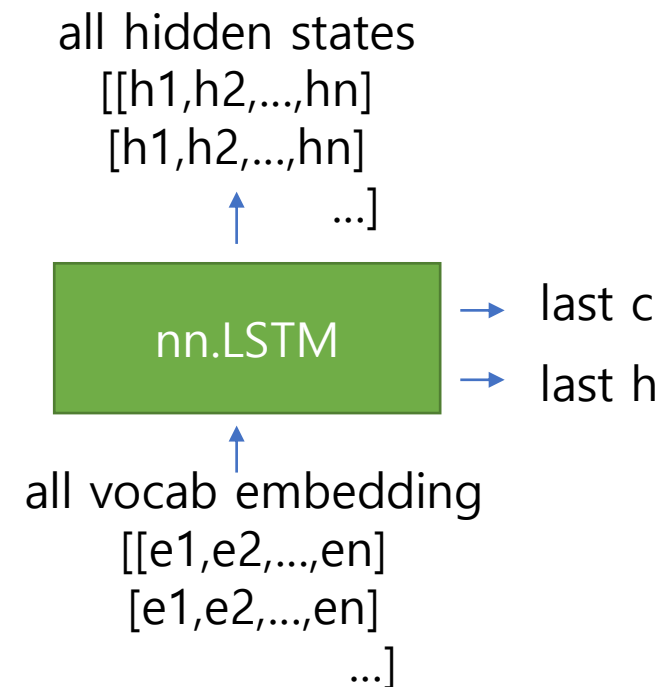 all hidden states
[[h1,h2,...,hn]
[h1,h2,...,hn]
...]
nn.LSTM
last c
last h
all vocab embedding
[[e1,e2,...,en]
[e1,e2,...,en]
...]